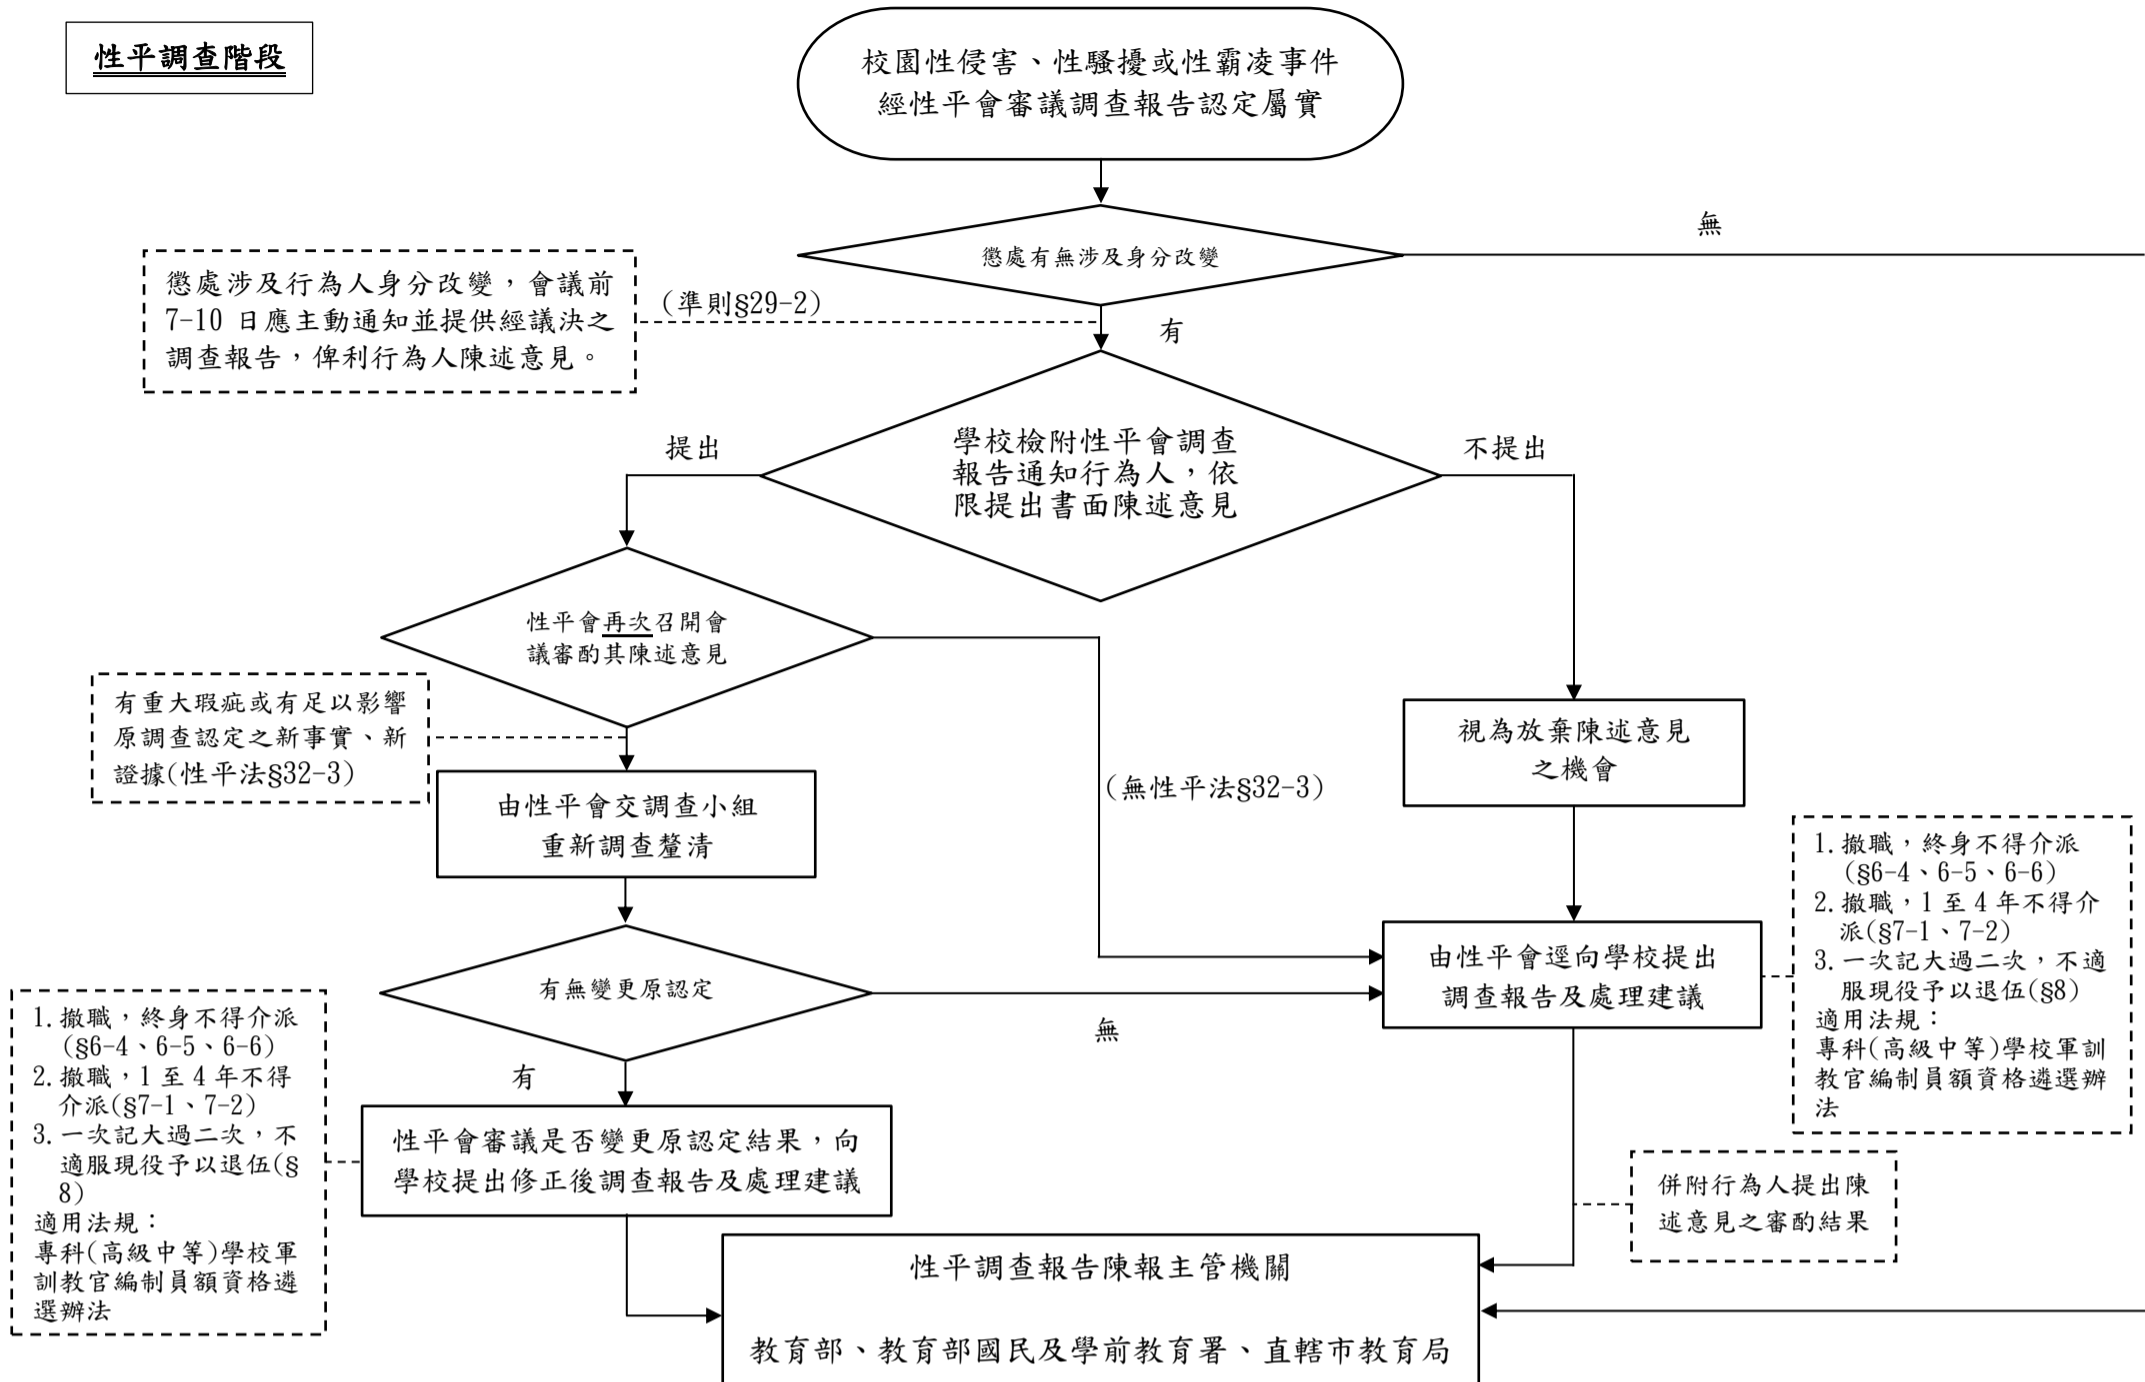 性平調查階段
校園性侵害、性騷擾或性霸凌事件
經性平會審議調查報告認定屬實
懲處有無涉及身分改變
無
懲處涉及行為人身分改變，會議前
7-10 日應主動通知並提供經議決之
調查報告，俾利行為人陳述意見。
(準則§29-2)
有
學校檢附性平會調查
報告通知行為人，依
限提出書面陳述意見
提出
不提出
性平會再次召開會
議審酌其陳述意見
有重大瑕疵或有足以影響
原調查認定之新事實、新
證據(性平法§32-3)
(無性平法§32-3)
視為放棄陳述意見
之機會
由性平會交調查小組
重新調查釐清
1. 撤職，終身不得介派
(§6-4、6-5、6-6)
2. 撤職，1 至 4 年不得介
派(§7-1、7-2)
3. 一次記大過二次，不適
服現役予以退伍(§8)
適用法規：
專科(高級中等)學校軍訓
教官編制員額資格遴選辦
法
由性平會逕向學校提出
調查報告及處理建議
有無變更原認定
無
有
1. 撤職，終身不得介派
(§6-4、6-5、6-6)
2. 撤職，1 至 4 年不得
介派(§7-1、7-2)
3. 一次記大過二次，不
適服現役予以退伍(§
8)
適用法規：
專科(高級中等)學校軍
訓教官編制員額資格遴
選辦法
性平會審議是否變更原認定結果，向
學校提出修正後調查報告及處理建議
併附行為人提出陳
述意見之審酌結果
性平調查報告陳報主管機關
教育部、教育部國民及學前教育署、直轄市教育局